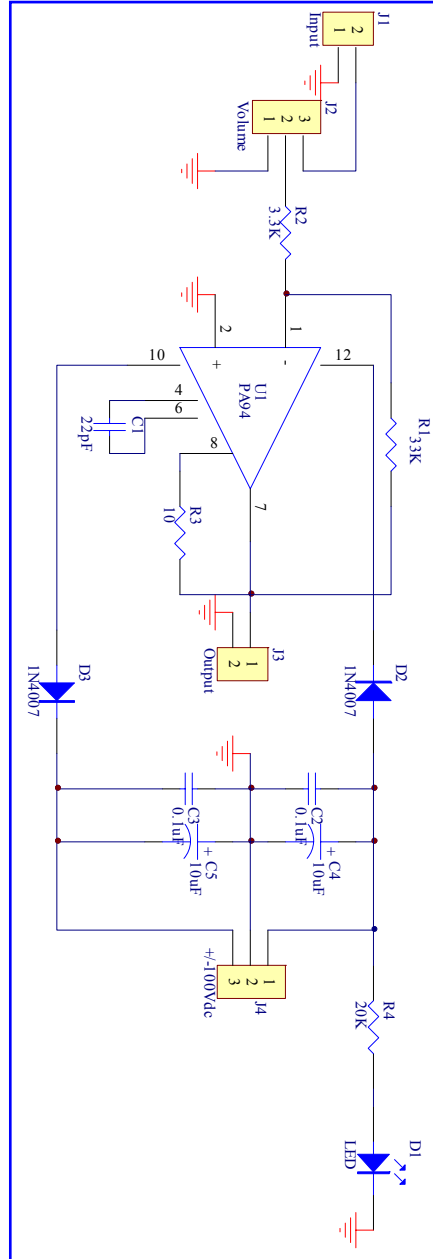 J1
2
1
Input
J2
3
2
1
Volume
R2
3.3K
R1
33K
12
1
-
2
+
10
U1
PA94
4
6
8
7
C1
22pF
R3
10
J3
1
2
Output
D2
1N4007
D3
1N4007
C2
0.1uF
C3
0.1uF
+
C4
10uF
+
C5
10uF
J4
1
2
3
+/-100Vdc
R4
20K
D1
LED